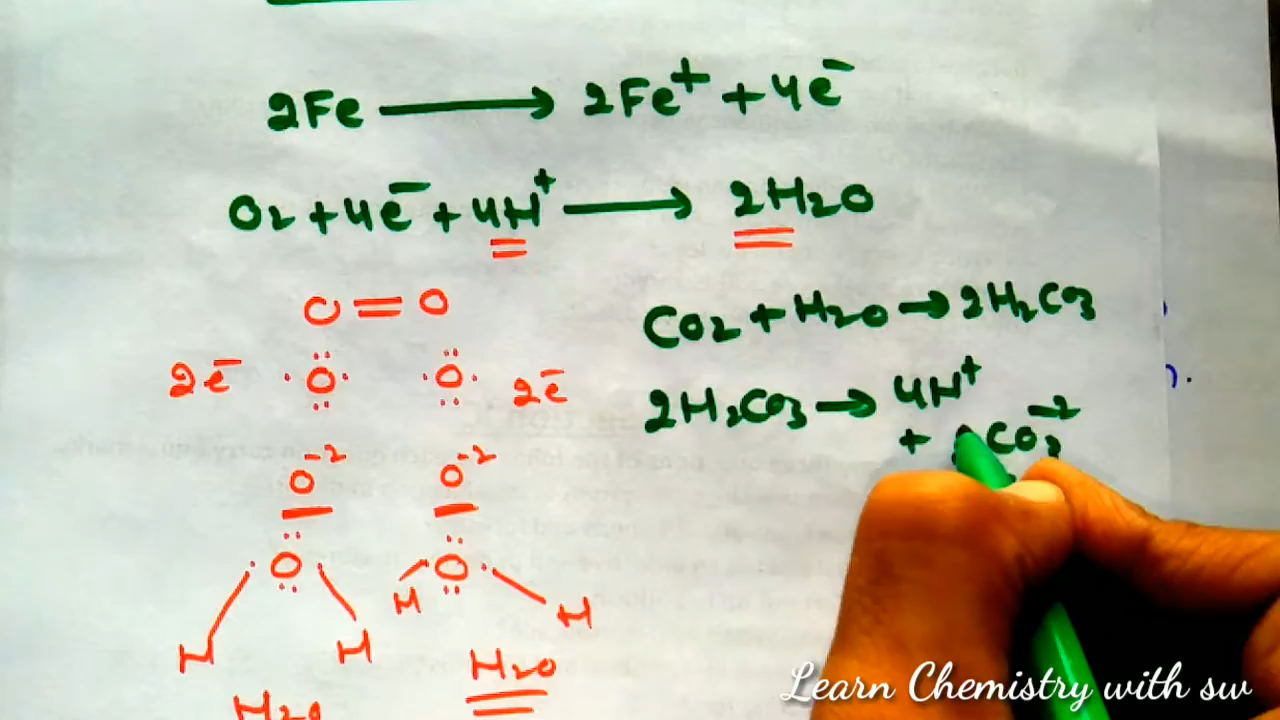 2Fe ⟶ 2Fe⁺ + 4e⁻
O₂ + 4e⁻ + 4H⁺ ⟶ 2H₂O
O = O
CO₂ + H₂O → 2H₂CO₃
2e⁻ O O 2e⁻
2H₂CO₃ → 4H⁺
+ CO₃⁻²
O⁻² O⁻²
O O
H H
H H
H₂O
H₂O
Learn Chemistry with sw